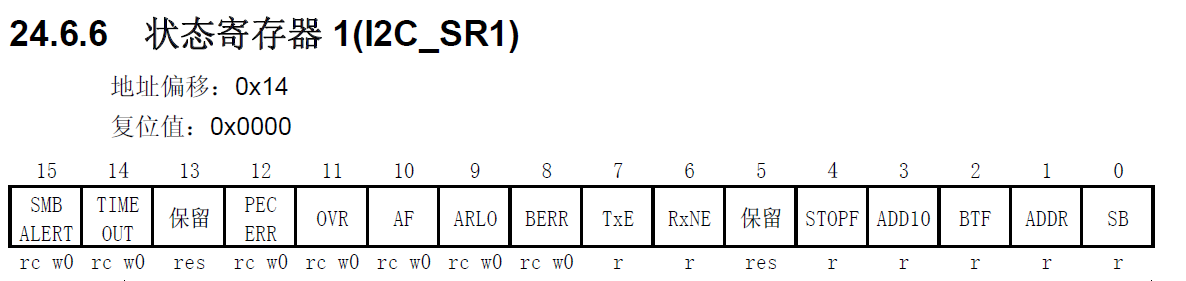 24.6.6 状态寄存器 1(I2C_SR1)
地址偏移：0x14
复位值：0x0000
15 14 13 12 11 10 9 8 7 6 5 4 3 2 1 0
SMB ALERT TIME OUT 保留 PEC ERR OVR AF ARLO BERR TxE RxNE 保留 STOPF ADD10 BTF ADDR SB
rc w0 rc w0 res rc w0 rc w0 rc w0 rc w0 rc w0 r r res r r r r r